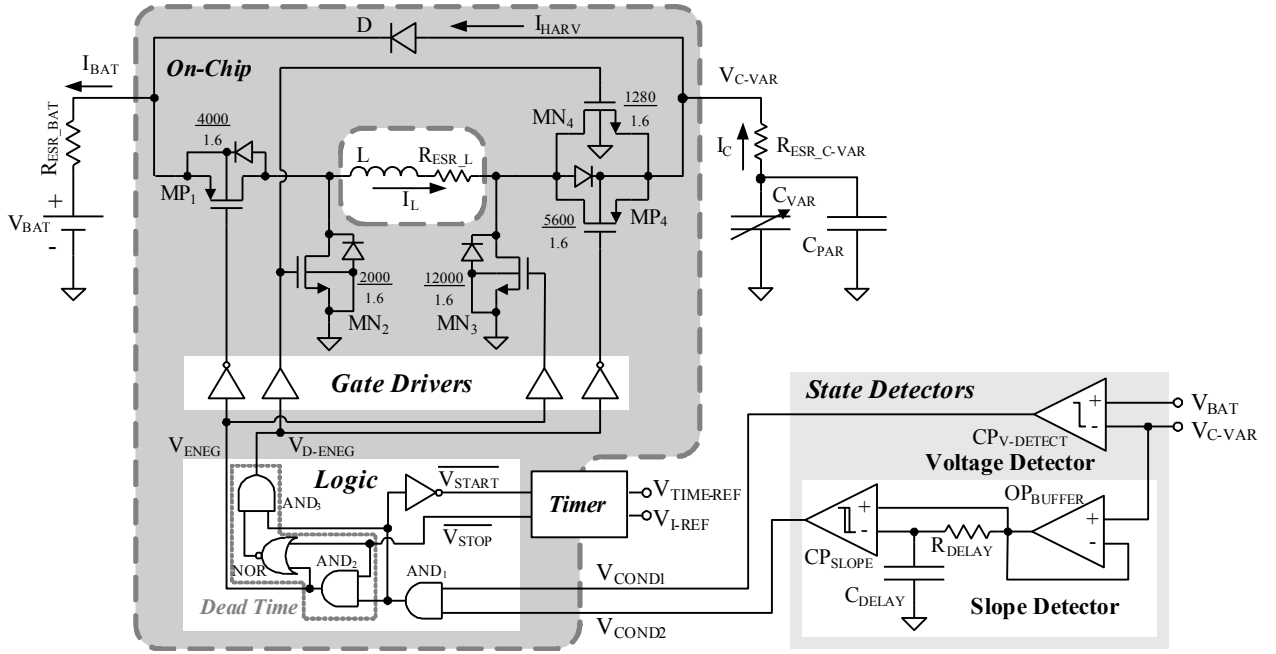 D
I_HARV
I_BAT
On-Chip
V_C-VAR
R_ESR_BAT
4000
1.6
MN_4
1280
1.6
I_C
R_ESR_C-VAR
L
R_ESR_L
MP_1
I_L
C_VAR
+
V_BAT
-
5600
1.6
MP_4
C_PAR
2000
1.6
12000
1.6
MN_2
MN_3
Gate Drivers
State Detectors
+
-
V_BAT
V_C-VAR
CP_V-DETECT
Voltage Detector
V_ENEG
V_D-ENEG
Logic
V_START
Timer
V_TIME-REF
V_I-REF
AND_3
V_STOP
OP_BUFFER
+
-
+
-
R_DELAY
CP_SLOPE
NOR
AND_2
AND_1
V_COND1
C_DELAY
Dead Time
Slope Detector
V_COND2